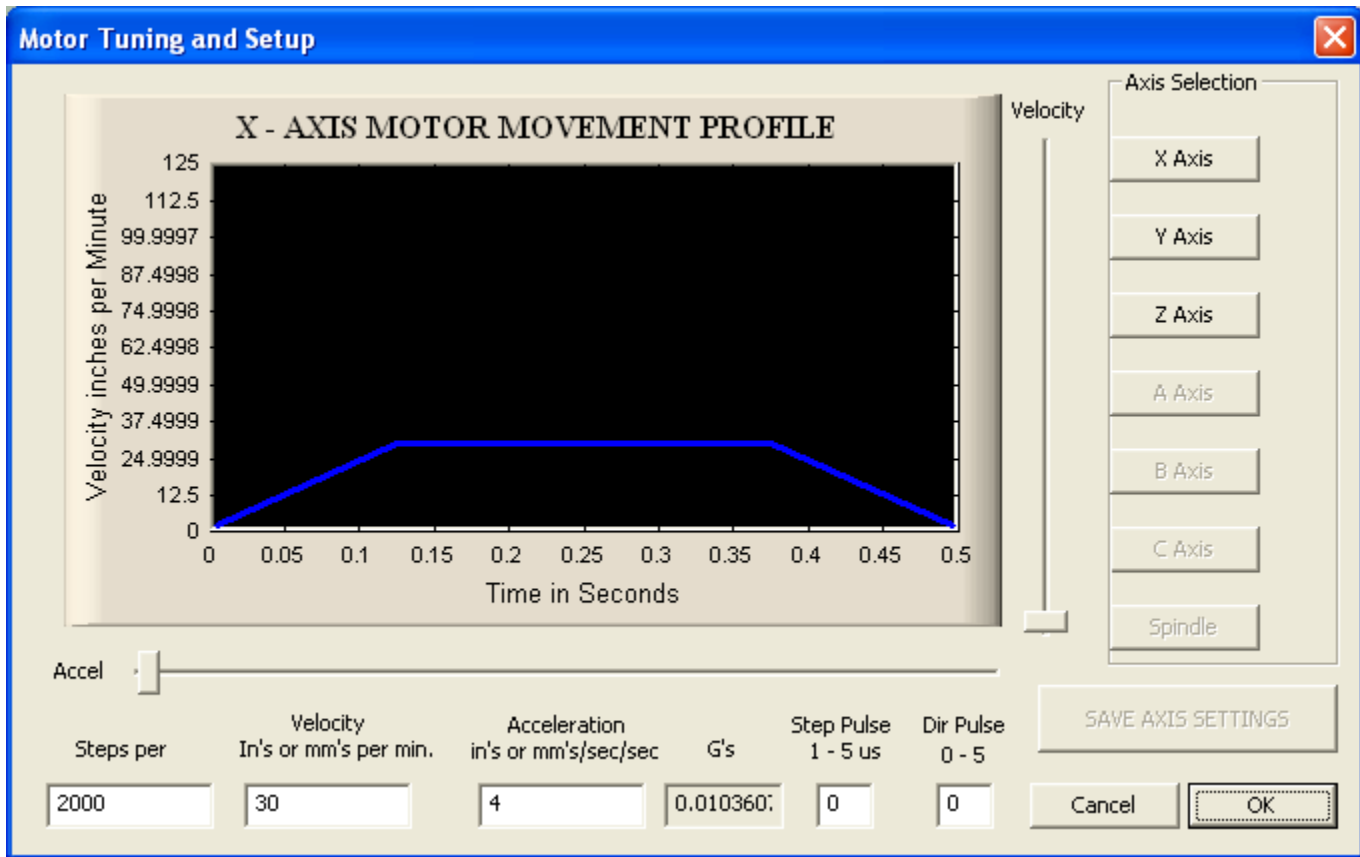 Motor Tuning and Setup
Axis Selection
X - AXIS MOTOR MOVEMENT PROFILE
Velocity
125
112.5
99.9997
87.4998
74.9998
62.4998
49.9999
37.4999
24.9999
12.5
0
Velocity inches per Minute
0 0.05 0.1 0.15 0.2 0.25 0.3 0.35 0.4 0.45 0.5
Time in Seconds
X Axis
Y Axis
Z Axis
A Axis
B Axis
C Axis
Spindle
Accel
SAVE AXIS SETTINGS
Steps per
Velocity
In's or mm's per min.
Acceleration
in's or mm's/sec/sec
G's
Step Pulse
1 - 5 us
Dir Pulse
0 - 5
2000
30
4
0.010360
0
0
Cancel
OK